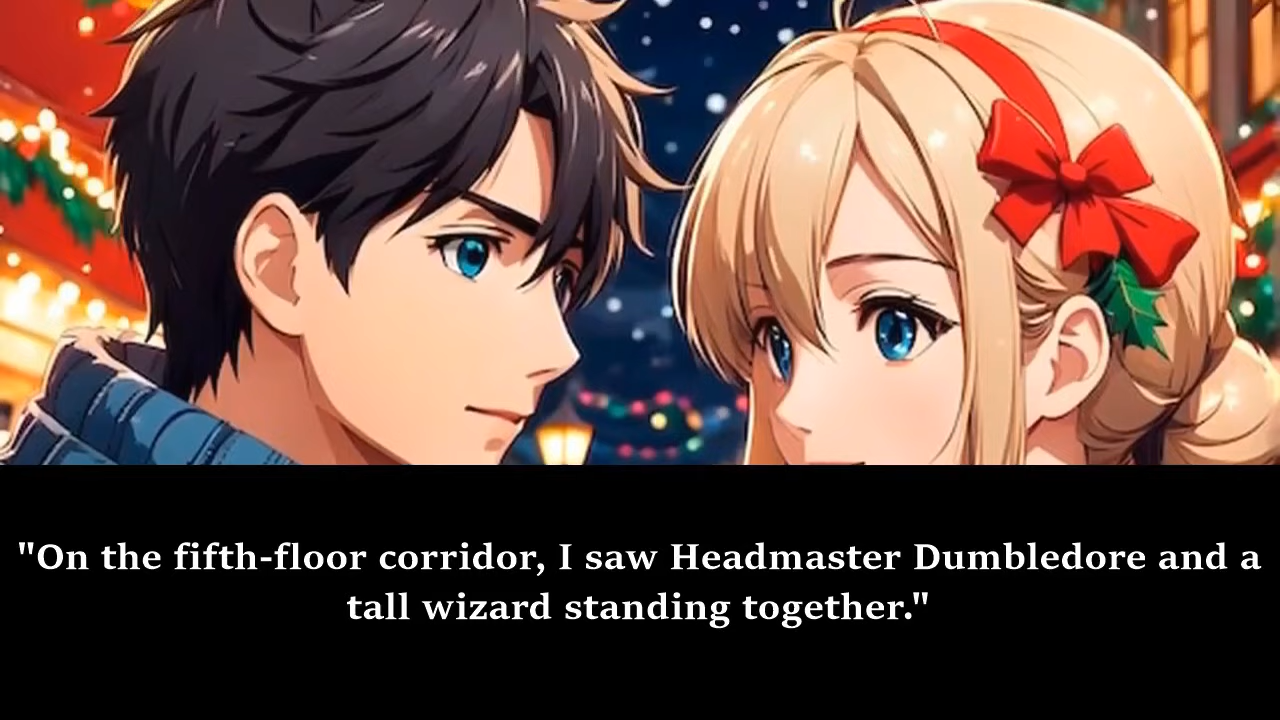 "On the fifth-floor corridor, I saw Headmaster Dumbledore and a
tall wizard standing together."